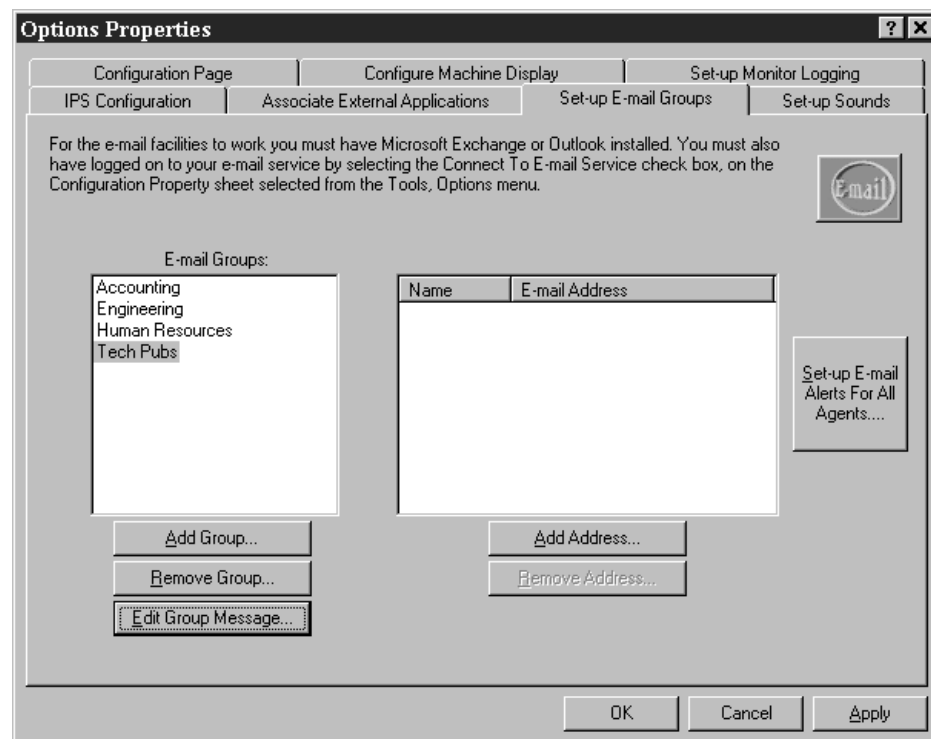 Options Properties
Configuration Page
Configure Machine Display
Set-up Monitor Logging
IPS Configuration
Associate External Applications
Set-up E-mail Groups
Set-up Sounds
For the e-mail facilities to work you must have Microsoft Exchange or Outlook installed. You must also
have logged on to your e-mail service by selecting the Connect To E-mail Service check box, on the
Configuration Property sheet selected from the Tools, Options menu.
E-mail
E-mail Groups:
Accounting
Engineering
Human Resources
Tech Pubs
Name
E-mail Address
Set-up E-mail
Alerts For All
Agents....
Add Group...
Remove Group...
Edit Group Message...
Add Address...
Remove Address...
OK
Cancel
Apply